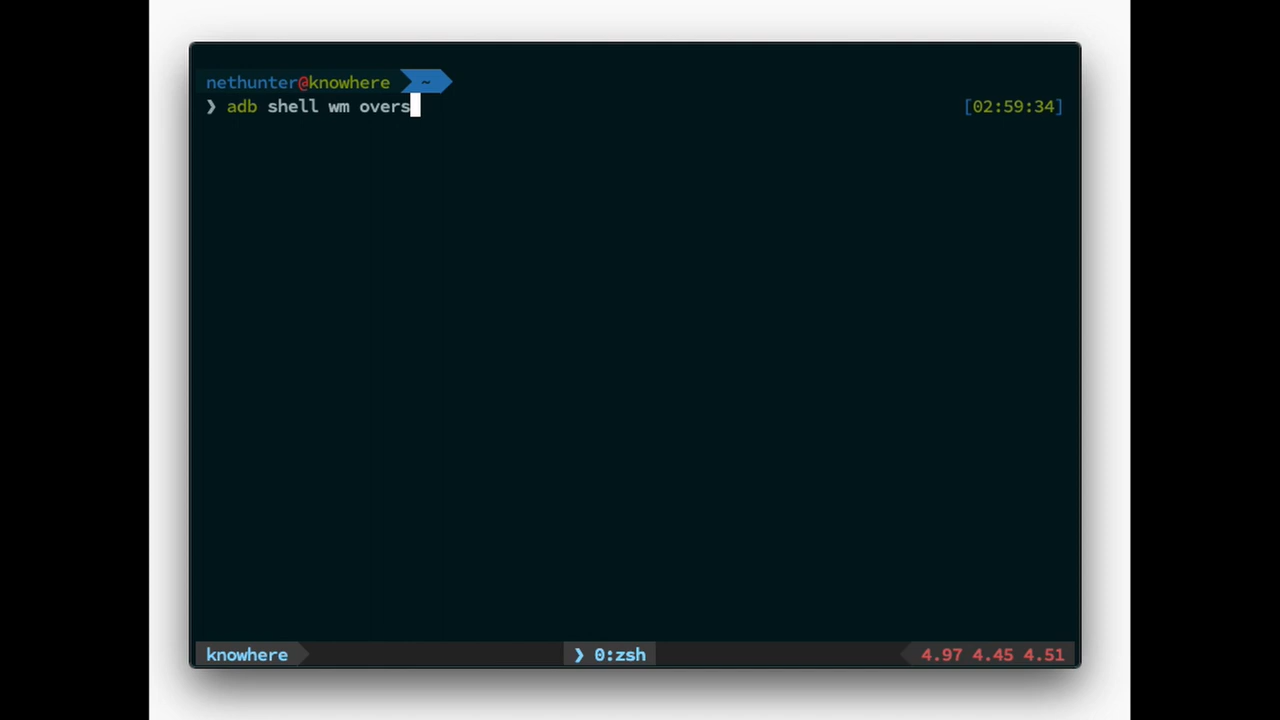 nethunter@knowhere ~
❯ adb shell wm overs [02:59:34]
knowhere ❯ 0:zsh 4.97 4.45 4.51